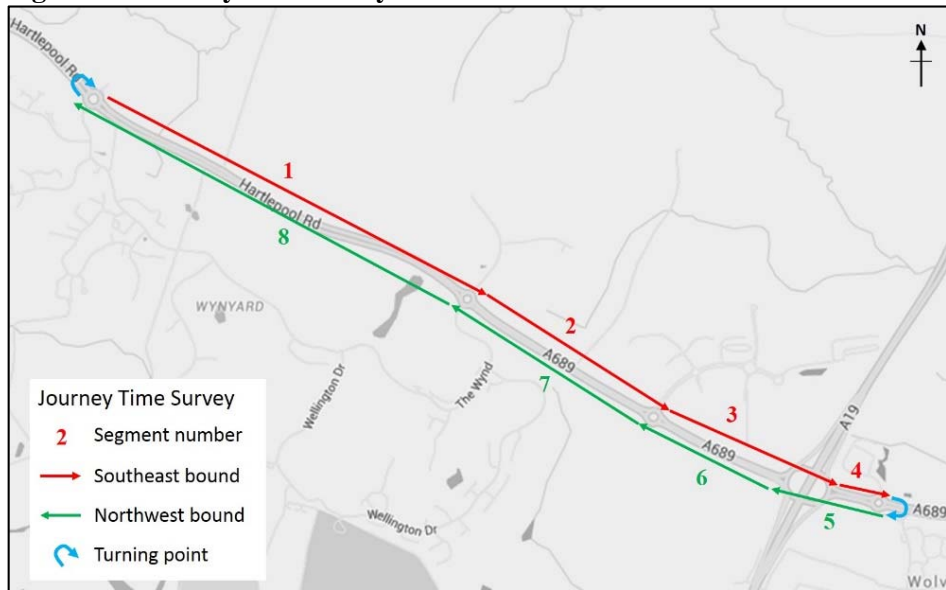 N
Hartlepool Rd
1
Hartlepool Rd
8
WYNYARD
2
A689
7
The Wynd
Wellington Dr
3
A689
A19
6
4
A689
5
Wellington Dr
Wolv
Journey Time Survey
2 Segment number
Southeast bound
Northwest bound
Turning point